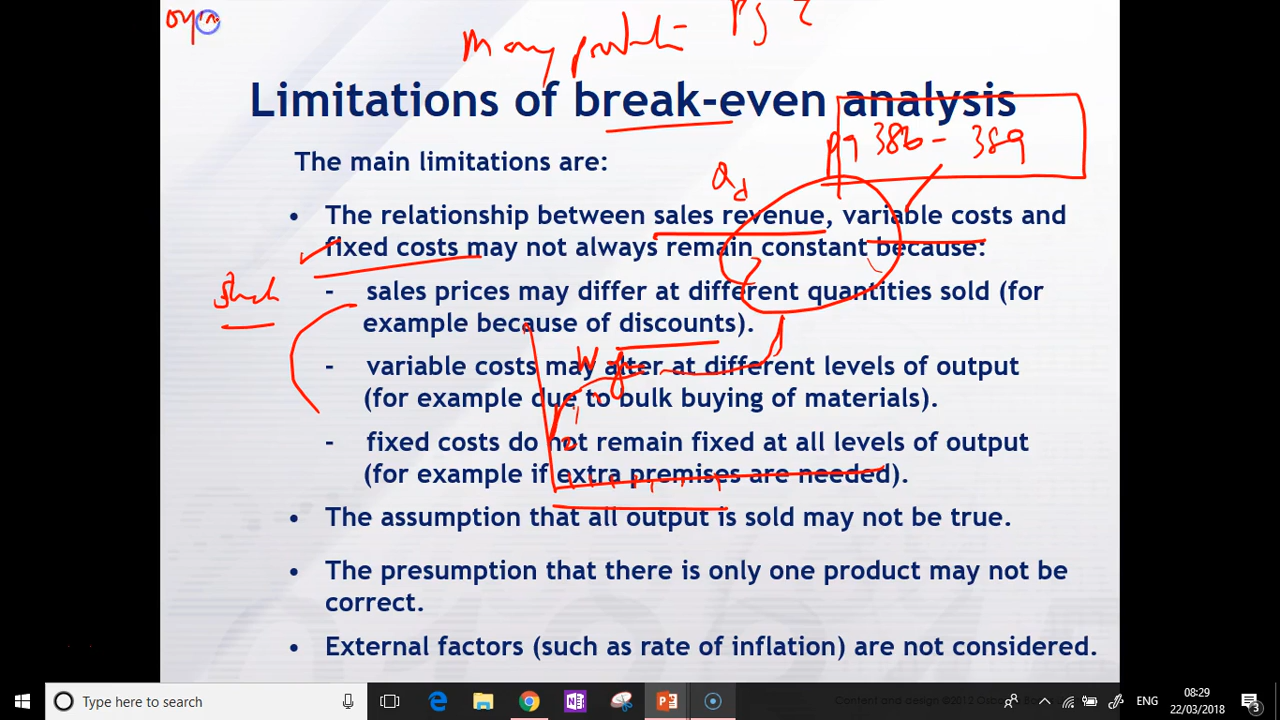 many products
Limitations of break-even analysis
pg 386 - 389
The main limitations are:
Qd
• The relationship between sales revenue, variable costs and
fixed costs may not always remain constant because:
- sales prices may differ at different quantities sold (for
example because of discounts).
- variable costs may alter at different levels of output
(for example due to bulk buying of materials).
- fixed costs do not remain fixed at all levels of output
(for example if extra premises are needed).
• The assumption that all output is sold may not be true.
• The presumption that there is only one product may not be
correct.
• External factors (such as rate of inflation) are not considered.
Type here to search
ENG
08:29
22/03/2018
3